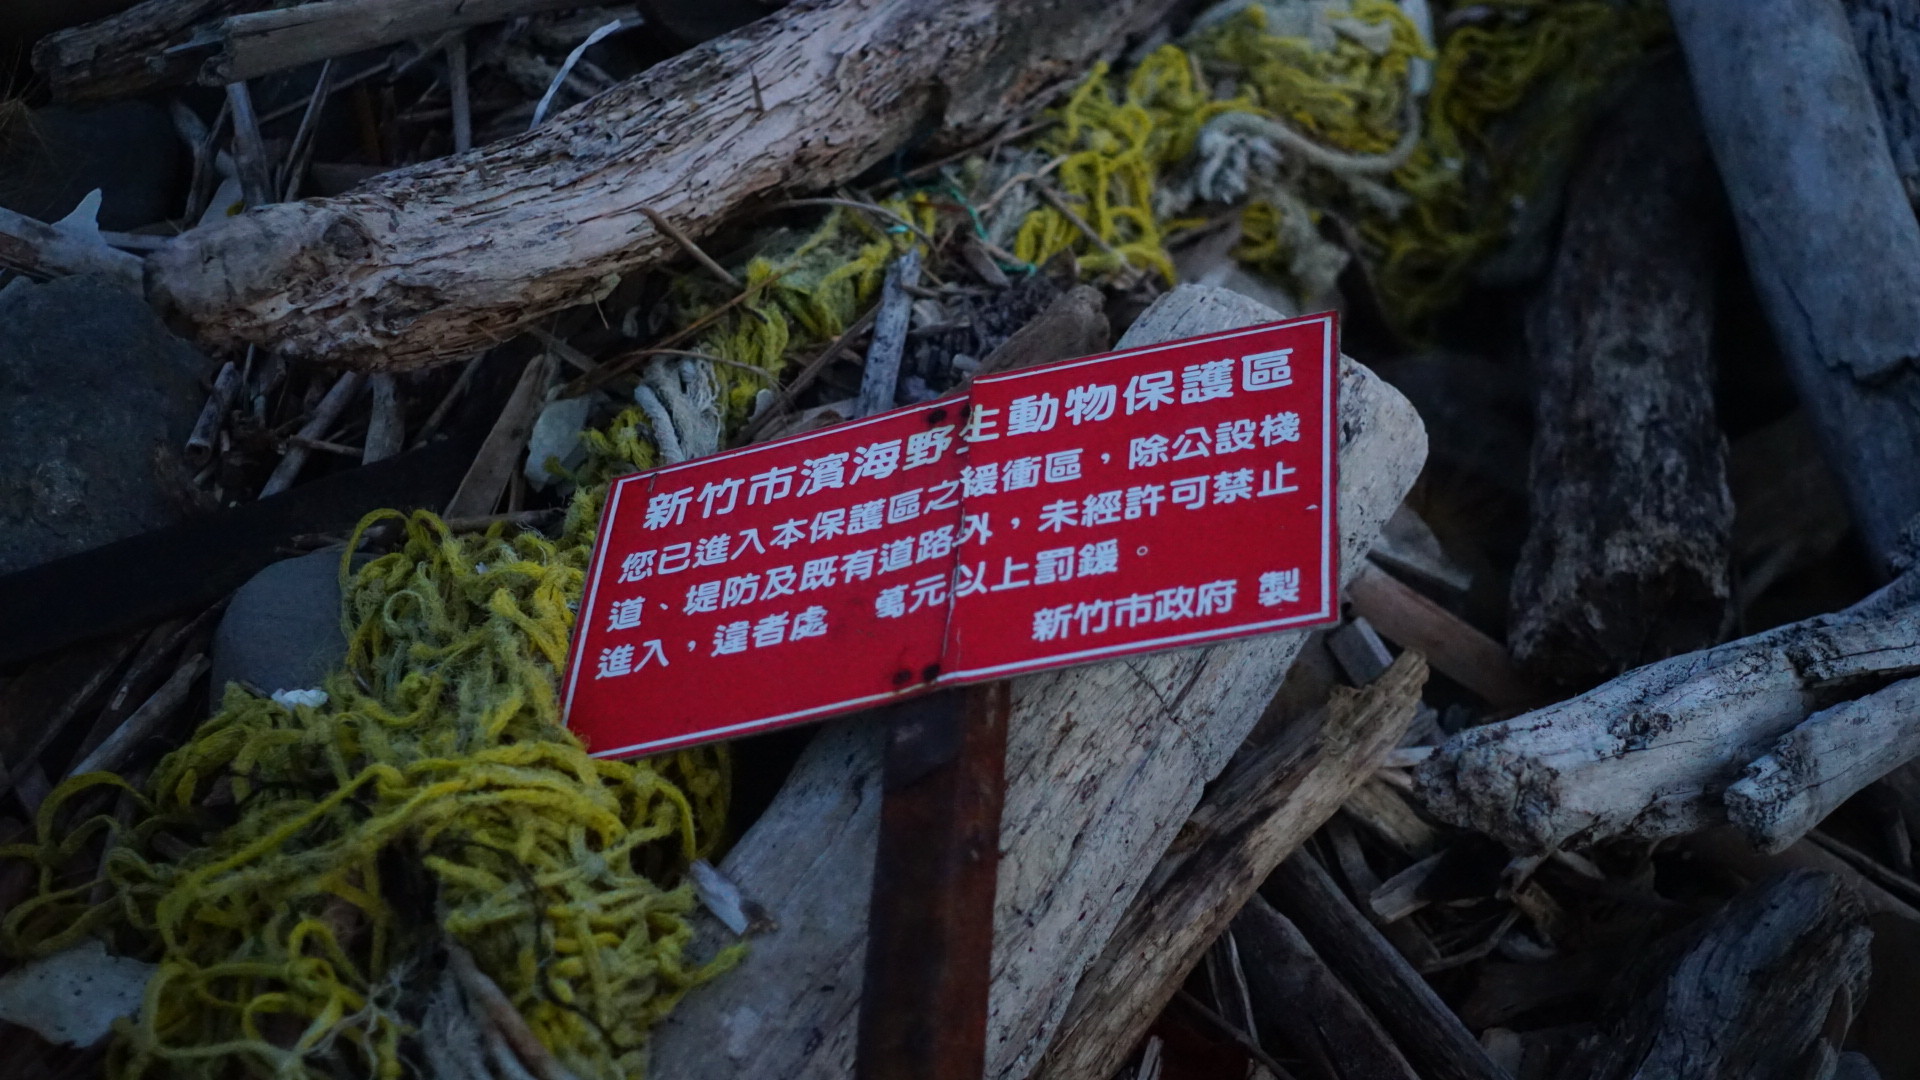 新竹市濱海野生動物保護區
您已進入本保護區之緩衝區，除公設棧
道、堤防及既有道路外，未經許可禁止
進入，違者處 萬元以上罰鍰。
新竹市政府 製